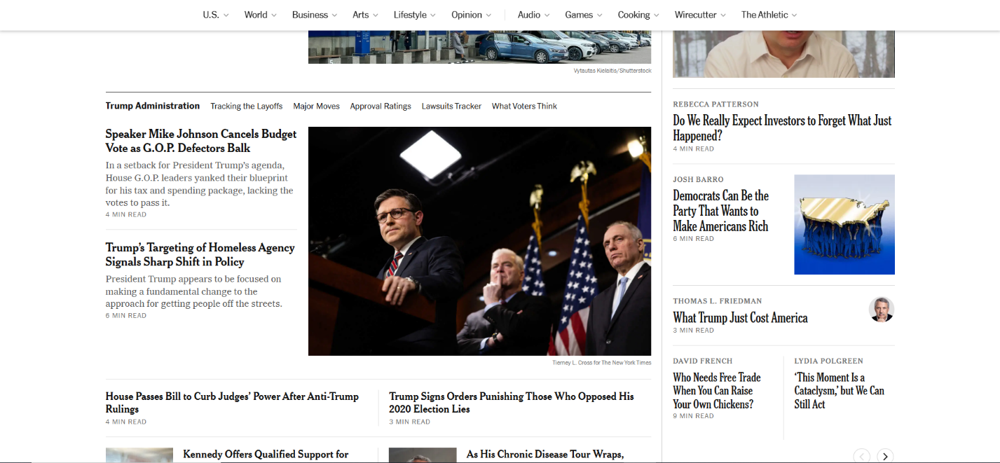 U.S. World Business Arts Lifestyle Opinion Audio Games Cooking Wirecutter The Athletic
Vytautas Kielaitis/Shutterstock
Trump Administration Tracking the Layoffs Major Moves Approval Ratings Lawsuits Tracker What Voters Think
Speaker Mike Johnson Cancels Budget
Vote as G.O.P. Defectors Balk
In a setback for President Trump's agenda,
House G.O.P. leaders yanked their blueprint
for his tax and spending package, lacking the
votes to pass it.
4 MIN READ
Trump's Targeting of Homeless Agency
Signals Sharp Shift in Policy
President Trump appears to be focused on
making a fundamental change to the
approach for getting people off the streets.
6 MIN READ
Tierney L. Cross for The New York Times
House Passes Bill to Curb Judges' Power After Anti-Trump
Rulings
4 MIN READ
Trump Signs Orders Punishing Those Who Opposed His
2020 Election Lies
3 MIN READ
Kennedy Offers Qualified Support for
As His Chronic Disease Tour Wraps,
REBECCA PATTERSON
Do We Really Expect Investors to Forget What Just
Happened?
4 MIN READ
JOSH BARRO
Democrats Can Be the
Party That Wants to
Make Americans Rich
6 MIN READ
THOMAS L. FRIEDMAN
What Trump Just Cost America
3 MIN READ
DAVID FRENCH
Who Needs Free Trade
When You Can Raise
Your Own Chickens?
9 MIN READ
LYDIA POLGREEN
'This Moment Is a
Cataclysm,' but We Can
Still Act